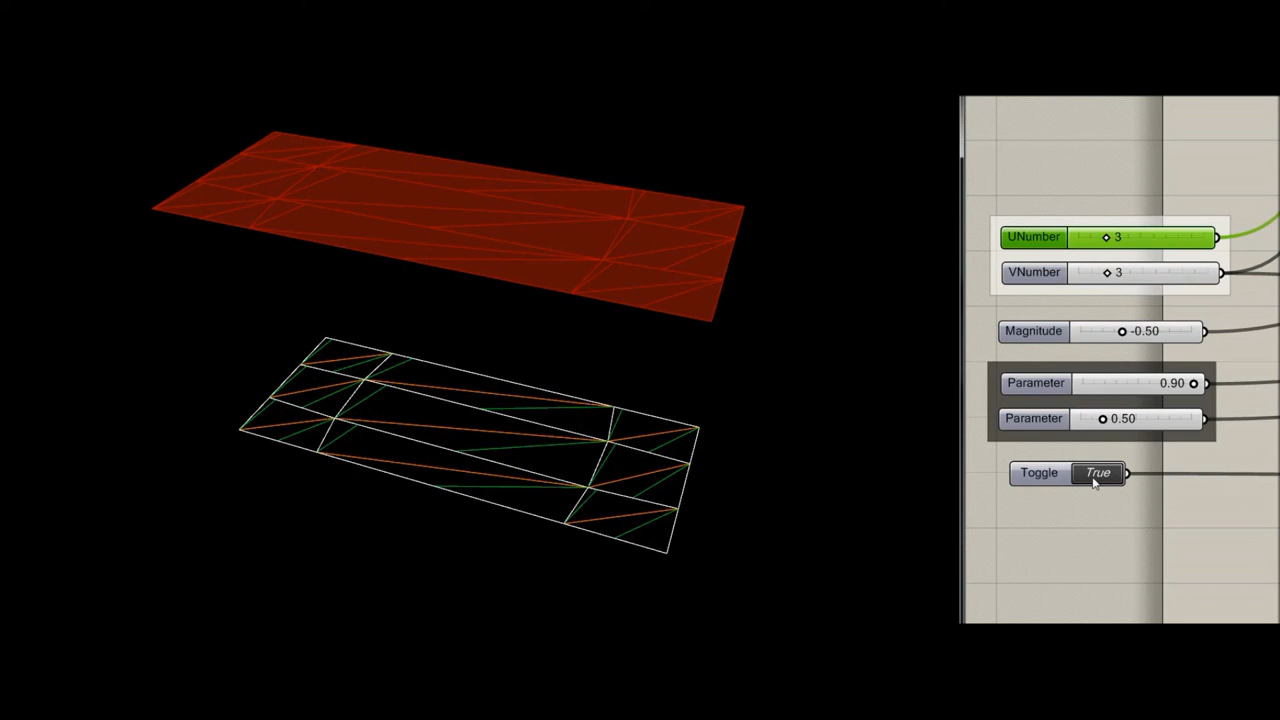 UNumber 3
VNumber 3
Magnitude -0.50
Parameter 0.90
Parameter 0.50
Toggle True